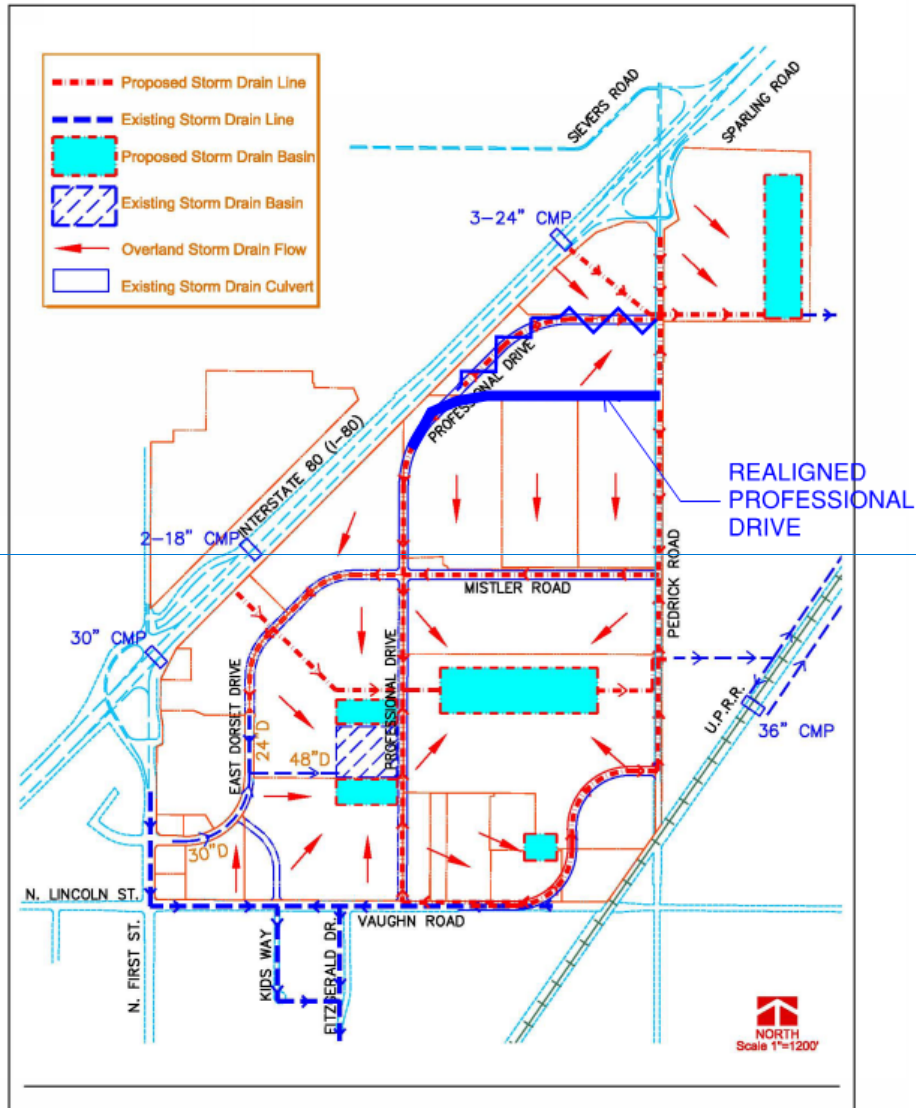 Proposed Storm Drain Line
Existing Storm Drain Line
Proposed Storm Drain Basin
Existing Storm Drain Basin
Overland Storm Drain Flow
Existing Storm Drain Culvert
SIEVERS ROAD
SPARLING ROAD
3-24" CMP
PROFESSIONAL DRIVE
INTERSTATE 80 (I-80)
REALIGNED
PROFESSIONAL
DRIVE
2-18" CMP
PEDRICK ROAD
MISTLER ROAD
30" CMP
PROFESSIONAL DRIVE
EAST DORSET DRIVE
24"D
48"D
U.P.R.R.
36" CMP
30"D
N. LINCOLN ST.
VAUGHN ROAD
N. FIRST ST.
KIDS WAY
FITZGERALD DR.
NORTH
Scale 1"=1200'